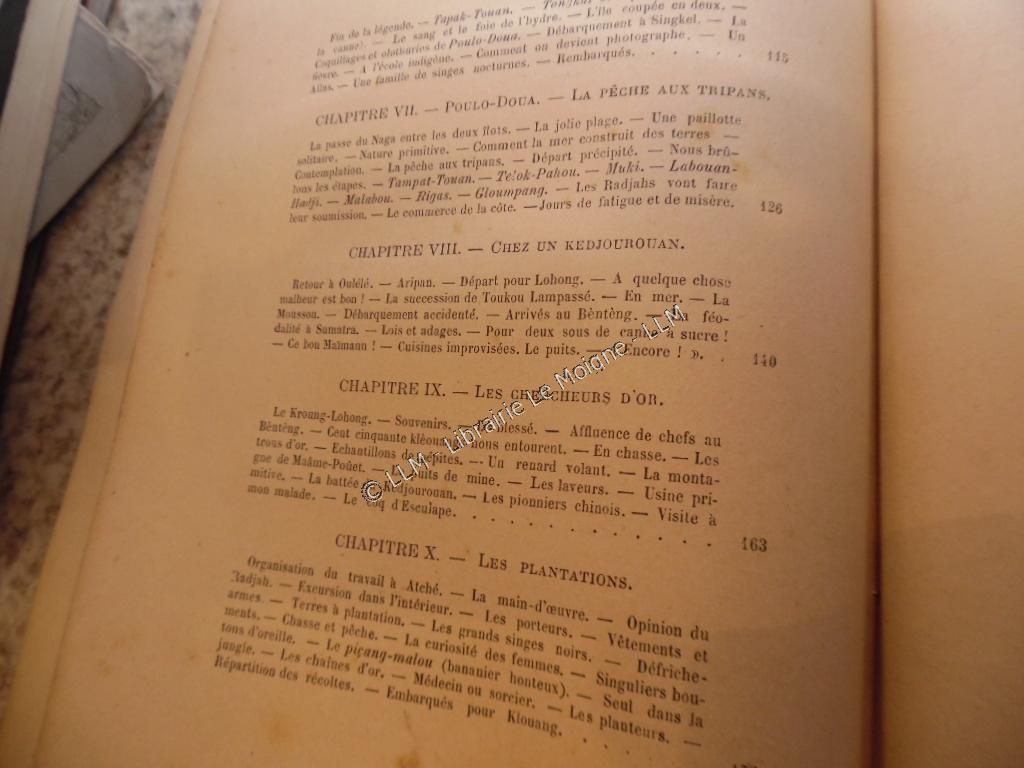 Fin de la légende. — Tapak-Touan. —
la canne). — Le sang et le foie de l'hydre. — L'île coupée en deux. —
Coquillages et olothuries de Poulo-Doua. — Débarquement à Singkel. — La
fièvre. — A l'école indigène. — Comment on devient photographe. — Un
Atlas. — Une famille de singes nocturnes. — Rembarqués. . . . . . 115
CHAPITRE VII. — POULO-DOUA. — LA PÊCHE AUX TRIPANS.
La passe du Naga entre les deux îlots. — La jolie plage. — Une paillotte
solitaire. — Nature primitive. — Comment la mer construit des terres —
Contemplation. — La pêche aux tripans. — Départ précipité. — Nous brû-
lons les étapes. — Tampat-Touan. — Telok-Pahou. — Muki. — Labouan-
Hadji. — Malabou. — Rigas. — Gloumpang. — Les Radjahs vont faire
leur soumission. — Le commerce de la côte. — Jours de fatigue et de misère. 126
CHAPITRE VIII. — CHEZ UN KEDJOUROUAN.
Retour à Oulélé. — Aripan. — Départ pour Lohong. — A quelque chose
malheur est bon ! — La succession de Toukou Lampassé. — En mer. — La
Mousson. — Débarquement accidenté. — Arrivés au Bèntèng. — La féo-
dalité à Sumatra. — Lois et adages. — Pour deux sous de canne à sucre !
— Ce bon Maïmann ! — Cuisines improvisées. Le puits. — « Encore ! ». . 140
CHAPITRE IX. — LES CHERCHEURS D'OR.
Le Kroung-Lohong. — Souvenirs. — blessé. — Affluence de chefs au
Bèntèng. — Cent cinquante klèouangs nous entourent. — En chasse. — Les
trous d'or. — Echantillons de pépites. — Un renard volant. — La monta-
gne de Maâme-Poûet. — Puits de mine. — Les laveurs. — Usine pri-
mitive. — La battée du Kedjourouan. — Les pionniers chinois. — Visite à
mon malade. — Le coq d'Esculape. . . . . . . . . . . 163
CHAPITRE X. — LES PLANTATIONS.
Organisation du travail à Atché. — La main-d'œuvre. — Opinion du
Radjah. — Excursion dans l'intérieur. — Les porteurs. — Vêtements et
armes. — Terres à plantation. — Les grands singes noirs. — Défriche-
ments. — Chasse et pêche. — La curiosité des femmes. — Singuliers bou-
tons d'oreille. — Le piçang-malou (bananier honteux). — Seul dans la
jungle. — Les chaînes d'or. — Médecin ou sorcier. — Les planteurs. —
Répartition des récoltes. — Embarqués pour Klouang. . . .
© LLM - Librairie Le Moigne - LLM